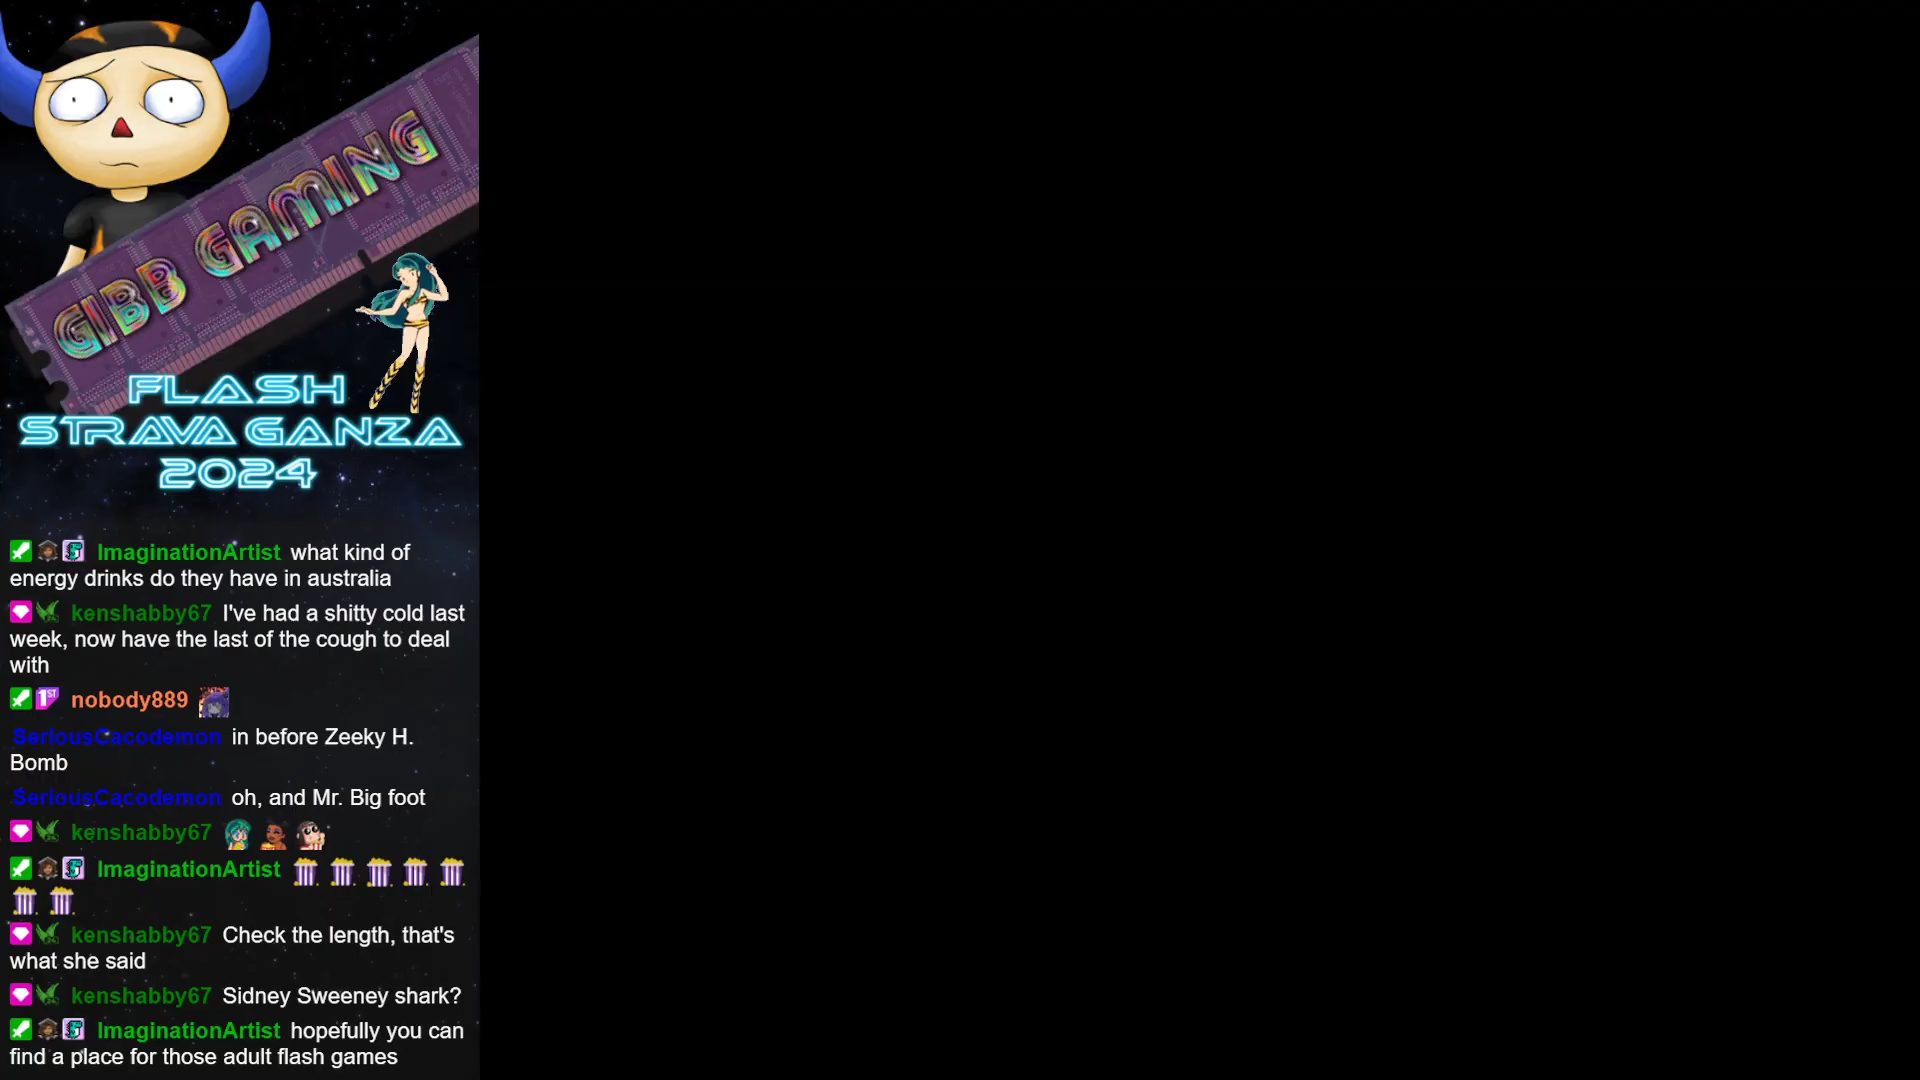 GIBB GAMING
FLASH
STRAVAGANZA
2024
ImaginationArtist what kind of
energy drinks do they have in australia
kenshabby67 I've had a shitty cold last
week, now have the last of the cough to deal
with
1ST nobody889
SeriousCacodemon in before Zeeky H.
Bomb
SeriousCacodemon oh, and Mr. Big foot
kenshabby67
ImaginationArtist
kenshabby67 Check the length, that's
what she said
kenshabby67 Sidney Sweeney shark?
ImaginationArtist hopefully you can
find a place for those adult flash games